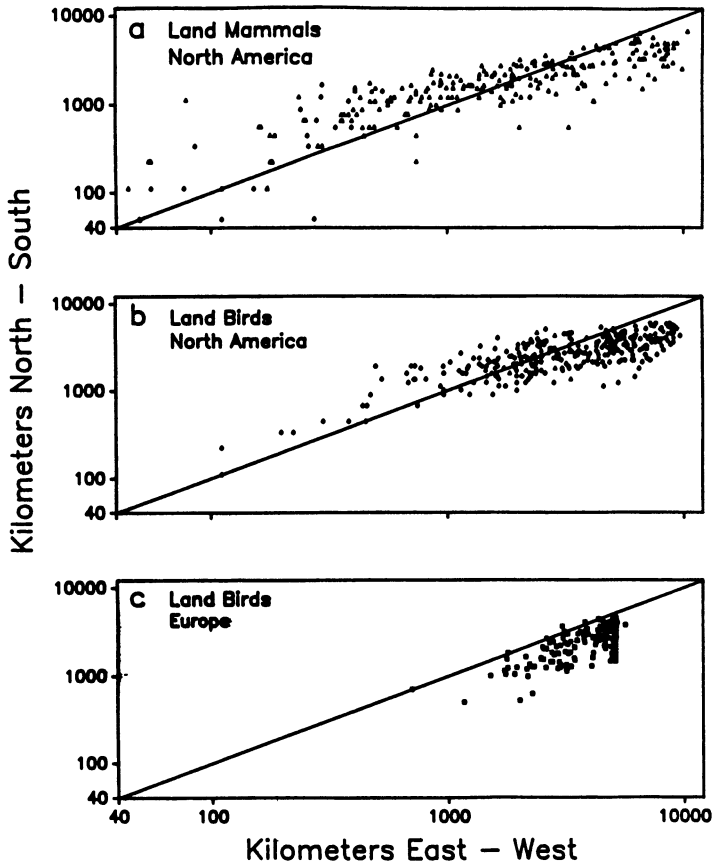 Kilometers North — South
10000
1000
100
40
a Land Mammals
North America
10000
1000
100
40
b Land Birds
North America
10000
1000
100
40
c Land Birds
Europe
40 100 1000 10000
Kilometers East — West